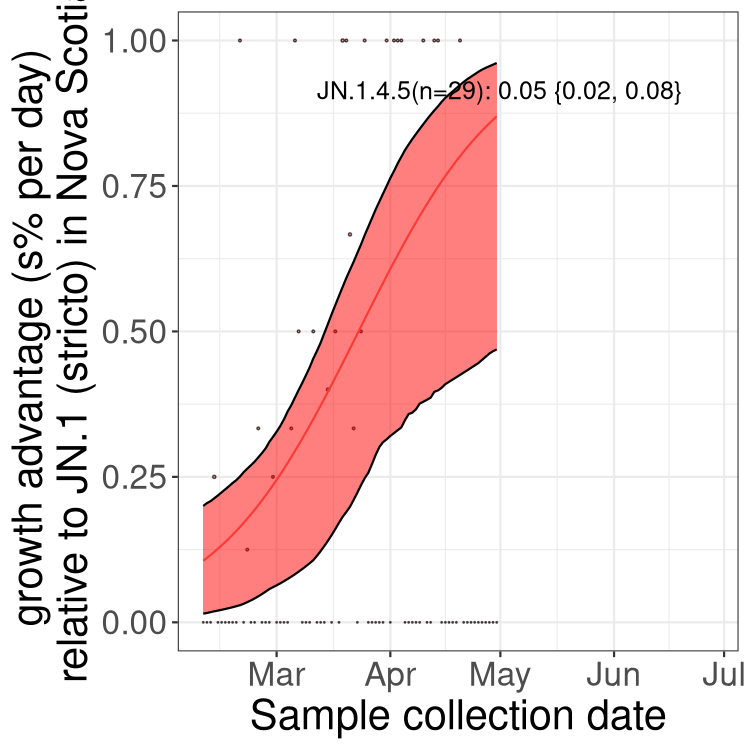 growth advantage (s% per day)
relative to JN.1 (stricto) in Nova Scotia
1.00
0.75
0.50
0.25
0.00
JN.1.4.5(n=29): 0.05 {0.02, 0.08}
Mar Apr May Jun Jul
Sample collection date